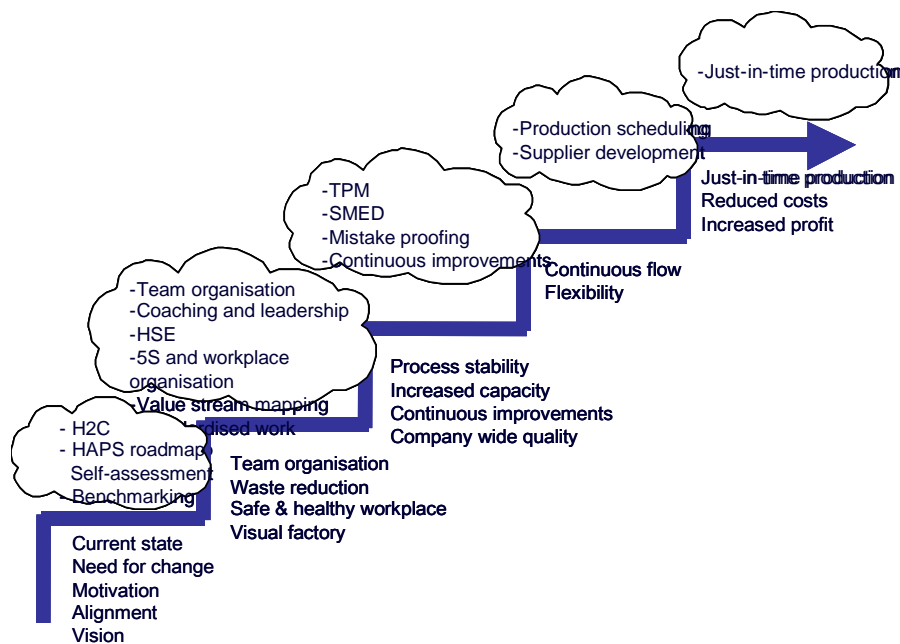 -Just-in-time production
-Production scheduling
-Supplier development
Just-in-time production
Reduced costs
Increased profit
-TPM
-SMED
-Mistake proofing
-Continuous improvements
Continuous flow
Flexibility
-Team organisation
-Coaching and leadership
-HSE
-5S and workplace
organisation
-Value stream mapping
work
Process stability
Increased capacity
Continuous improvements
Company wide quality
- H2C
- HAPS roadmap
Self-assessment
- Benchmarking
Team organisation
Waste reduction
Safe & healthy workplace
Visual factory
Current state
Need for change
Motivation
Alignment
Vision